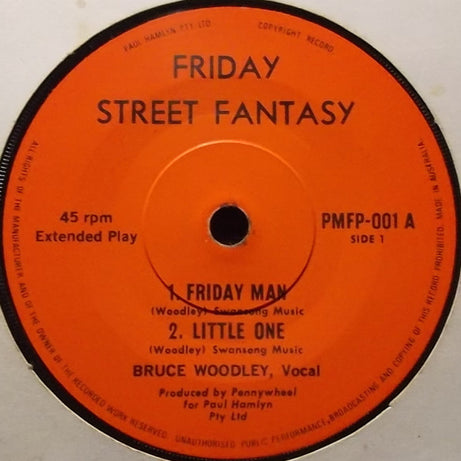 PAUL HAMLYN PTY LTD
COPYRIGHT RECORD
FRIDAY
STREET FANTASY
45 rpm
Extended Play
PMFP-001 A
SIDE 1
1. FRIDAY MAN
(Woodley) Swansong Music
2. LITTLE ONE
(Woodley) Swansong Music
BRUCE WOODLEY, Vocal
Produced by Pennywheel
for Paul Hamlyn
Pty Ltd
ALL RIGHTS OF THE MANUFACTURER AND OF THE OWNER OF THE RECORDED WORK RESERVED. UNAUTHORISED PUBLIC PERFORMANCE, BROADCASTING AND COPYING OF THIS RECORD PROHIBITED. MADE IN AUSTRALIA.